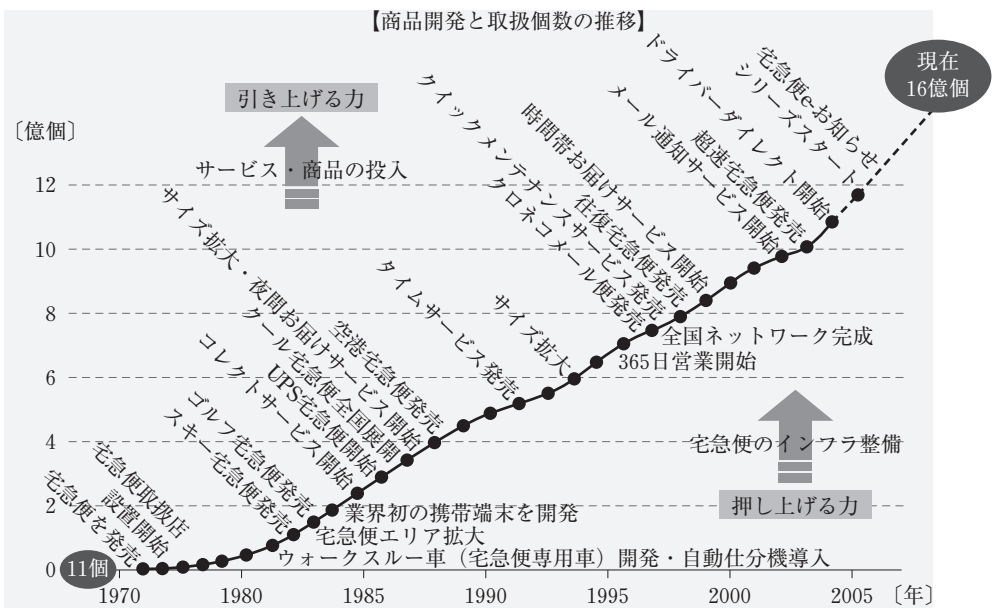 【商品開発と取扱個数の推移】
現在
16億個
引き上げる力
〔億個〕
サービス・商品の投入
宅急便を発売
宅急便取扱店
設置開始
スキー宅急便発売
ゴルフ宅急便発売
コレクトサービス開始
UPS宅急便開始
クール宅急便全国展開
サイズ拡大・夜間お届けサービス開始
空港宅急便発売
タイムサービス発売
サイズ拡大
クロネコメール便発売
クイックメンテナンスサービス発売
往復宅急便発売
時間帯お届けサービス開始
メール通知サービス開始
超速宅急便発売
ドライバーダイレクト開始
宅急便e-お知らせ
シリーズスタート
12
10
8
6
4
2
0
11個
全国ネットワーク完成
365日営業開始
宅急便のインフラ整備
押し上げる力
業界初の携帯端末を開発
宅急便エリア拡大
ウォークスルー車（宅急便専用車）開発・自動仕分機導入
1970 1980 1985 1990 1995 2000 2005 〔年〕